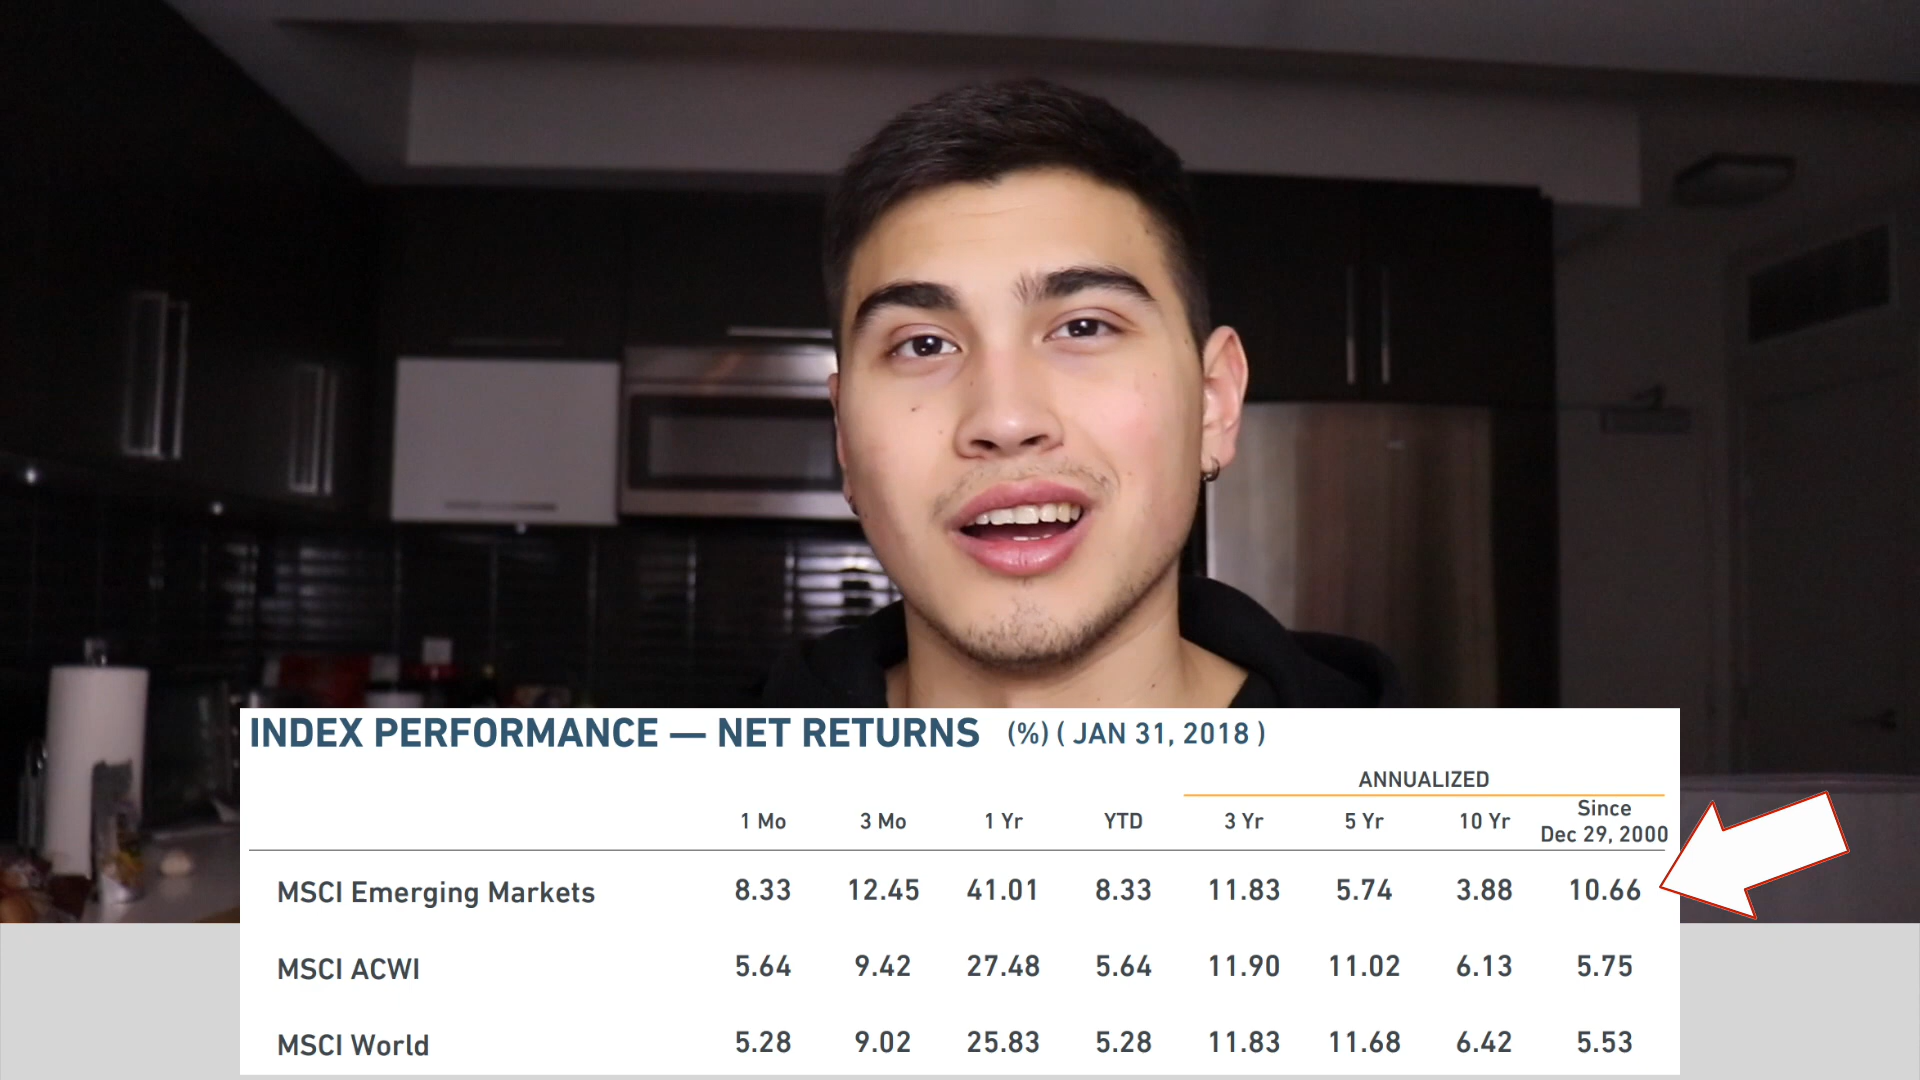 INDEX PERFORMANCE — NET RETURNS (%) ( JAN 31, 2018 )
ANNUALIZED
1 Mo 3 Mo 1 Yr YTD 3 Yr 5 Yr 10 Yr Since Dec 29, 2000
MSCI Emerging Markets 8.33 12.45 41.01 8.33 11.83 5.74 3.88 10.66
MSCI ACWI 5.64 9.42 27.48 5.64 11.90 11.02 6.13 5.75
MSCI World 5.28 9.02 25.83 5.28 11.83 11.68 6.42 5.53